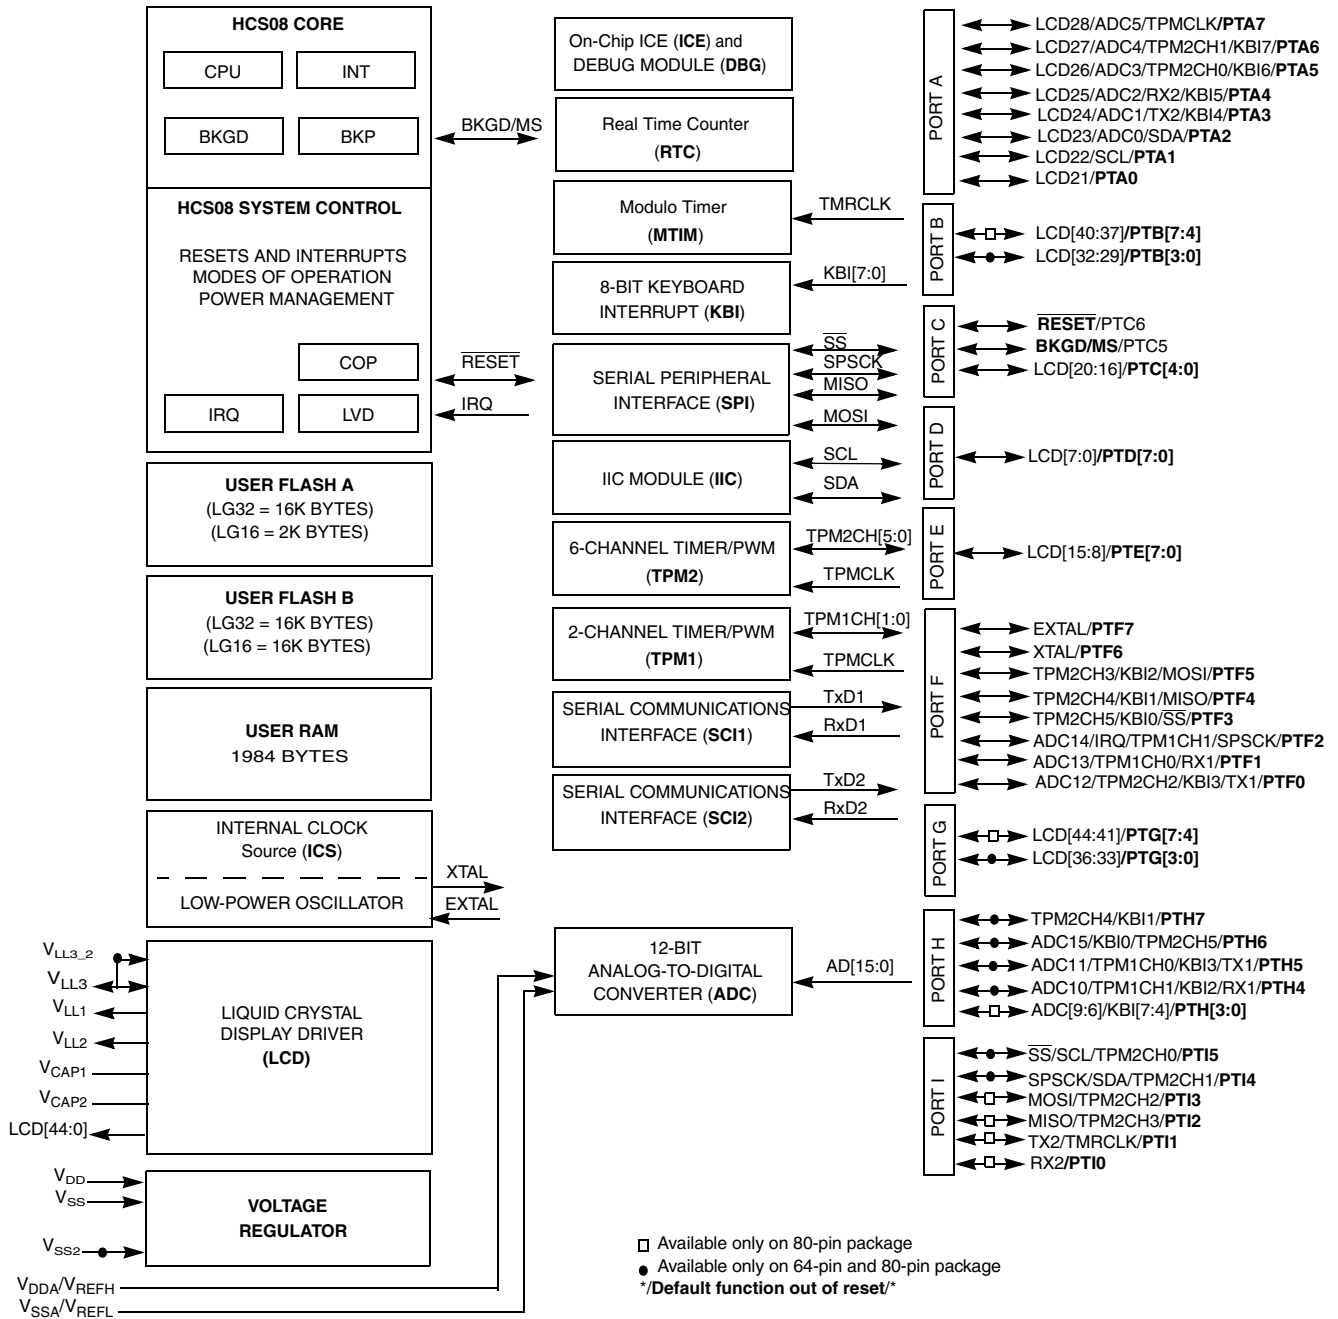 HCS08 CORE
CPU
INT
BKGD
BKP
HCS08 SYSTEM CONTROL
RESETS AND INTERRUPTS
MODES OF OPERATION
POWER MANAGEMENT
COP
IRQ
LVD
BKGD/MS
RESET
IRQ
USER FLASH A
(LG32 = 16K BYTES)
(LG16 = 2K BYTES)
USER FLASH B
(LG32 = 16K BYTES)
(LG16 = 16K BYTES)
USER RAM
1984 BYTES
INTERNAL CLOCK
Source (ICS)
LOW-POWER OSCILLATOR
XTAL
EXTAL
VLL3_2
VLL3
VLL1
VLL2
VCAP1
VCAP2
LCD[44:0]
LIQUID CRYSTAL
DISPLAY DRIVER
(LCD)
VDD
VSS
VSS2
VOLTAGE
REGULATOR
VDDA/VREFH
VSSA/VREFL
On-Chip ICE (ICE) and
DEBUG MODULE (DBG)
Real Time Counter
(RTC)
Modulo Timer
(MTIM)
TMRCLK
8-BIT KEYBOARD
INTERRUPT (KBI)
KBI[7:0]
SERIAL PERIPHERAL
INTERFACE (SPI)
SS
SPSCK
MISO
MOSI
IIC MODULE (IIC)
SCL
SDA
6-CHANNEL TIMER/PWM
(TPM2)
TPM2CH[5:0]
TPMCLK
2-CHANNEL TIMER/PWM
(TPM1)
TPM1CH[1:0]
TPMCLK
SERIAL COMMUNICATIONS
INTERFACE (SCI1)
TxD1
RxD1
SERIAL COMMUNICATIONS
INTERFACE (SCI2)
TxD2
RxD2
12-BIT
ANALOG-TO-DIGITAL
CONVERTER (ADC)
AD[15:0]
PORT A
LCD28/ADC5/TPMCLK/PTA7
LCD27/ADC4/TPM2CH1/KBI7/PTA6
LCD26/ADC3/TPM2CH0/KBI6/PTA5
LCD25/ADC2/RX2/KBI5/PTA4
LCD24/ADC1/TX2/KBI4/PTA3
LCD23/ADC0/SDA/PTA2
LCD22/SCL/PTA1
LCD21/PTA0
PORT B
LCD[40:37]/PTB[7:4]
LCD[32:29]/PTB[3:0]
PORT C
RESET/PTC6
BKGD/MS/PTC5
LCD[20:16]/PTC[4:0]
PORT D
LCD[7:0]/PTD[7:0]
PORT E
LCD[15:8]/PTE[7:0]
PORT F
EXTAL/PTF7
XTAL/PTF6
TPM2CH3/KBI2/MOSI/PTF5
TPM2CH4/KBI1/MISO/PTF4
TPM2CH5/KBI0/SS/PTF3
ADC14/IRQ/TPM1CH1/SPSCK/PTF2
ADC13/TPM1CH0/RX1/PTF1
ADC12/TPM2CH2/KBI3/TX1/PTF0
PORT G
LCD[44:41]/PTG[7:4]
LCD[36:33]/PTG[3:0]
PORT H
TPM2CH4/KBI1/PTH7
ADC15/KBI0/TPM2CH5/PTH6
ADC11/TPM1CH0/KBI3/TX1/PTH5
ADC10/TPM1CH1/KBI2/RX1/PTH4
ADC[9:6]/KBI[7:4]/PTH[3:0]
PORT I
SS/SCL/TPM2CH0/PTI5
SPSCK/SDA/TPM2CH1/PTI4
MOSI/TPM2CH2/PTI3
MISO/TPM2CH3/PTI2
TX2/TMRCLK/PTI1
RX2/PTI0
Available only on 80-pin package
Available only on 64-pin and 80-pin package
*/Default function out of reset/*